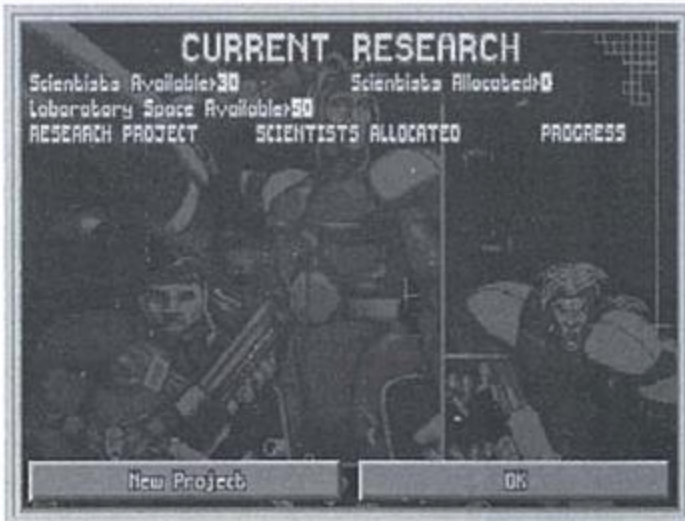 CURRENT RESEARCH
Scientists Available>30 Scientists Allocated>0
Laboratory Space Available>50
RESEARCH PROJECT SCIENTISTS ALLOCATED PROGRESS
New Project OK